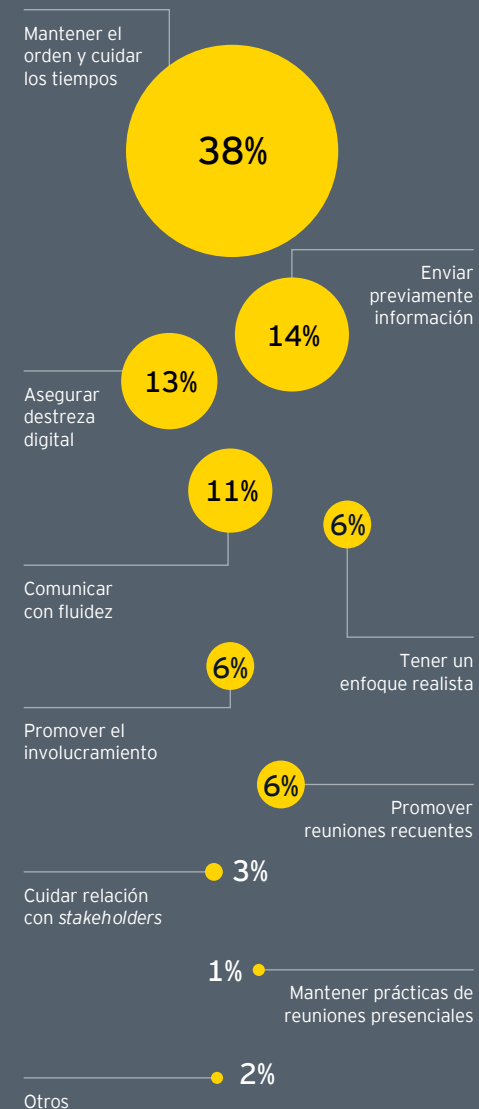 Mantener el
orden y cuidar
los tiempos
38%
Enviar
previamente
información
14%
13%
Asegurar
destreza
digital
11%
6%
Comunicar
con fluidez
Tener un
enfoque realista
6%
Promover el
involucramiento
6%
Promover
reuniones recuentes
3%
Cuidar relación
con stakeholders
1%
Mantener prácticas de
reuniones presenciales
2%
Otros